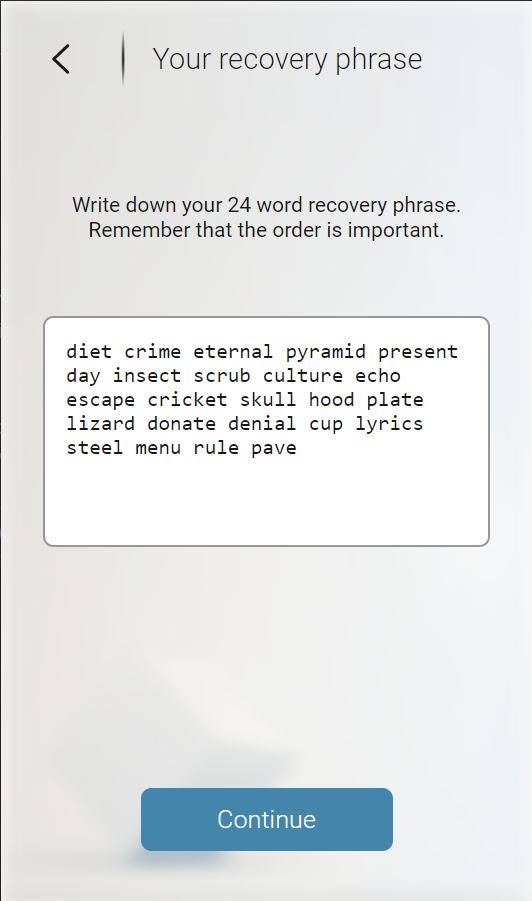 Your recovery phrase
Write down your 24 word recovery phrase.
Remember that the order is important.
diet crime eternal pyramid present
day insect scrub culture echo
escape cricket skull hood plate
lizard donate denial cup lyrics
steel menu rule pave
Continue